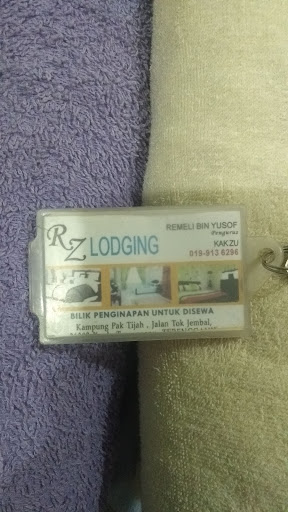 RZ LODGING
REMELI BIN YUSOF
Pengurus
KAKZU
019-913 6296
BILIK PENGINAPAN UNTUK DISEWA
Kampung Pak Tijah , Jalan Tuk Jembal,